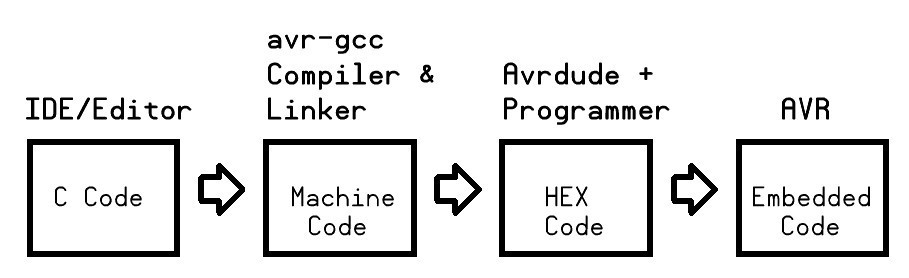 IDE/Editor
C Code
avr-gcc
Compiler &
Linker
Machine
Code
Avrdude +
Programmer
HEX
Code
AVR
Embedded
Code